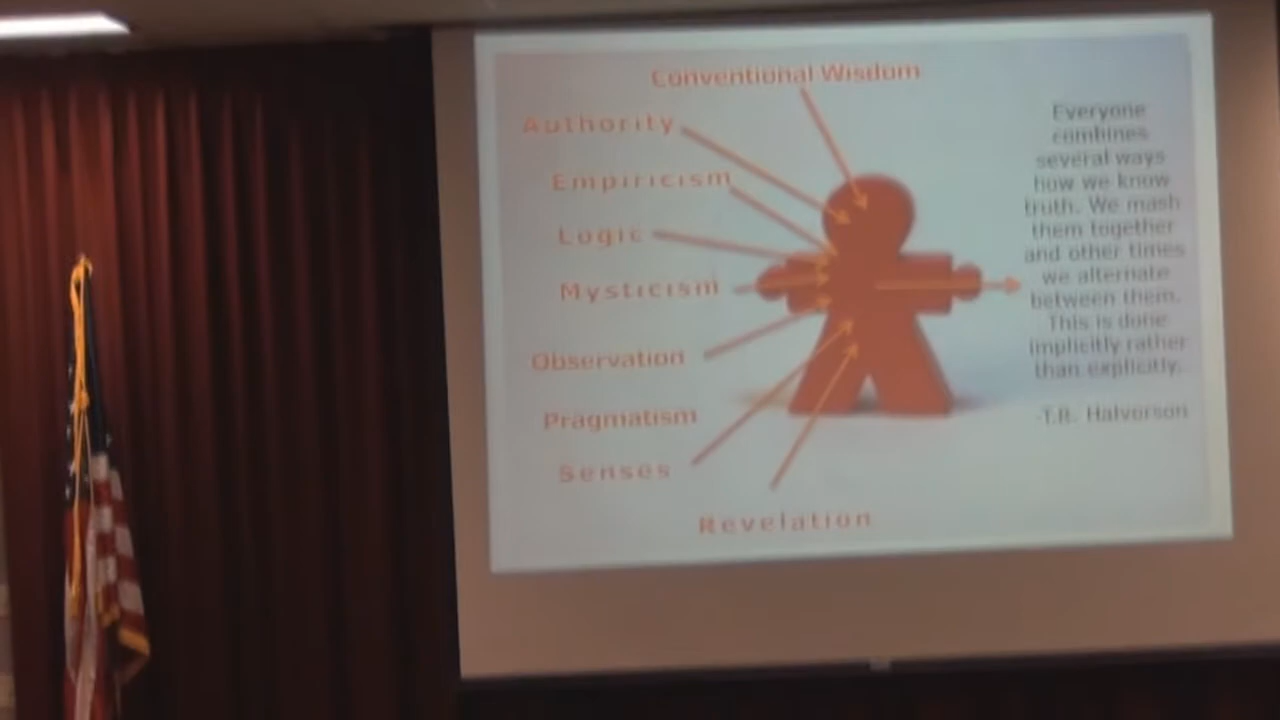 Conventional Wisdom
Authority
Empiricism
Logic
Mysticism
Observation
Pragmatism
Senses
Revelation
Everyone
combines
several ways
how we know
truth. We mash
them together
and other times
we alternate
between them.
This is done
implicitly rather
than explicitly.
-T.R. Halvorson